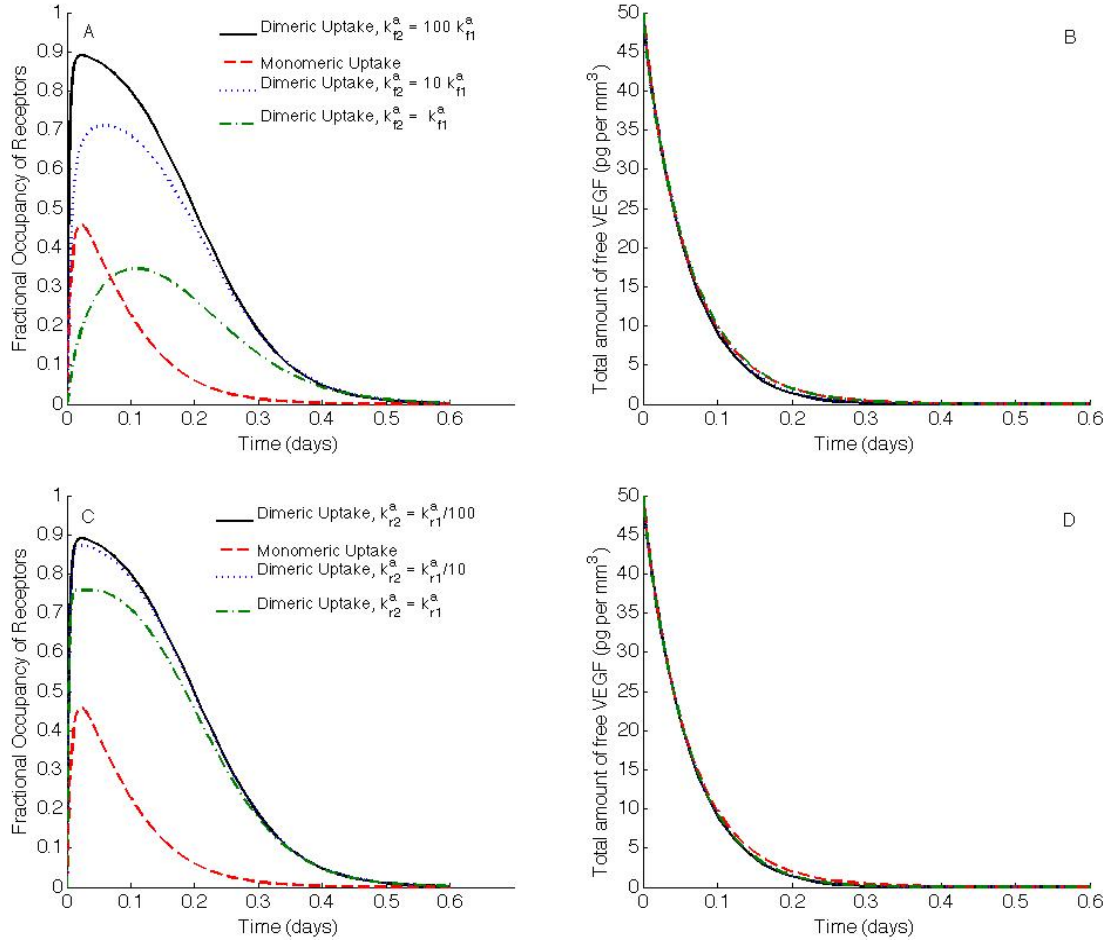 A
Dimeric Uptake, k^a_f2 = 100 k^a_f1
Monomeric Uptake
Dimeric Uptake, k^a_f2 = 10 k^a_f1
Dimeric Uptake, k^a_f2 = k^a_f1
Fractional Occupancy of Receptors
1
0.9
0.8
0.7
0.6
0.5
0.4
0.3
0.2
0.1
0
0 0.1 0.2 0.3 0.4 0.5 0.6
Time (days)
B
Total amount of free VEGF (pg per mm³)
50
45
40
35
30
25
20
15
10
5
0
0 0.1 0.2 0.3 0.4 0.5 0.6
Time (days)
C
Dimeric Uptake, k^a_r2 = k^a_r1/100
Monomeric Uptake
Dimeric Uptake, k^a_r2 = k^a_r1/10
Dimeric Uptake, k^a_r2 = k^a_r1
Fractional Occupancy of Receptors
1
0.9
0.8
0.7
0.6
0.5
0.4
0.3
0.2
0.1
0
0 0.1 0.2 0.3 0.4 0.5 0.6
Time (days)
D
Total amount of free VEGF (pg per mm³)
50
45
40
35
30
25
20
15
10
5
0
0 0.1 0.2 0.3 0.4 0.5 0.6
Time (days)